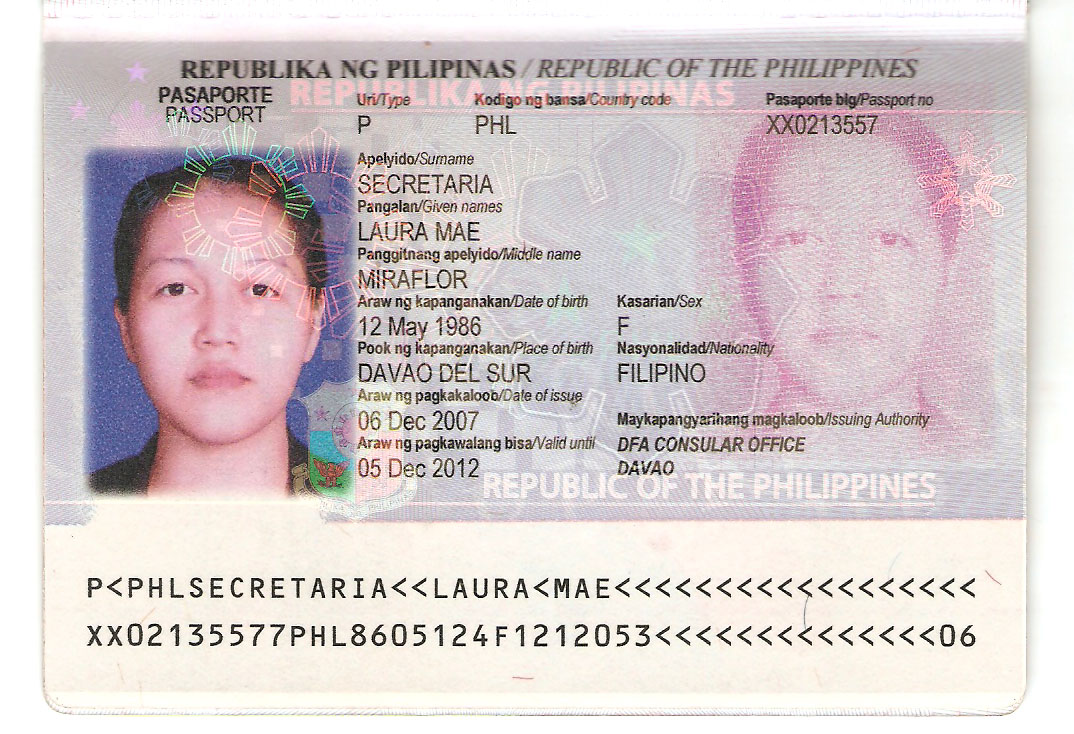 REPUBLIKA NG PILIPINAS / REPUBLIC OF THE PHILIPPINES
PASAPORTE
PASSPORT
REPUBLIKA NG PILIPINAS
Uri/Type
Kodigo ng bansa/Country code
Pasaporte blg/Passport no
P
PHL
XX0213557
Apelyido/Surname
SECRETARIA
Pangalan/Given names
LAURA MAE
Panggitnang apelyido/Middle name
MIRAFLOR
Araw ng kapanganakan/Date of birth
Kasarian/Sex
12 May 1986
F
Pook ng kapanganakan/Place of birth
Nasyonalidad/Nationality
DAVAO DEL SUR
FILIPINO
Araw ng pagkakaloob/Date of issue
06 Dec 2007
Maykapangyarihang magkaloob/Issuing Authority
Araw ng pagkawalang bisa/Valid until
DFA CONSULAR OFFICE
05 Dec 2012
DAVAO
REPUBLIC OF THE PHILIPPINES
P<PHLSECRETARIA<<LAURA<MAE<<<<<<<<<<<<<<<<<<
XX02135577PHL8605124F1212053<<<<<<<<<<<<<<06